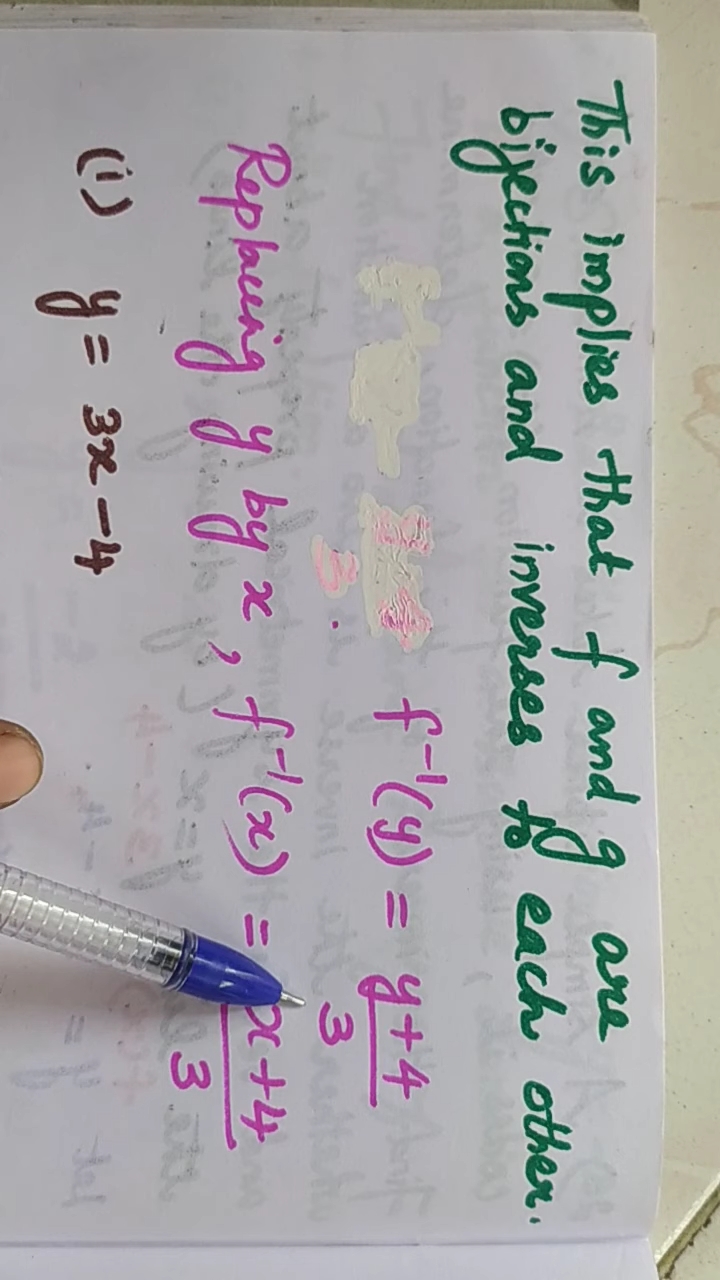 This implies that f and g are
bijections and inverses to each other.
f⁻¹(y) = y+4/3
3.
Replacing y by x, f⁻¹(x) = x+4/3
(i) y = 3x-4